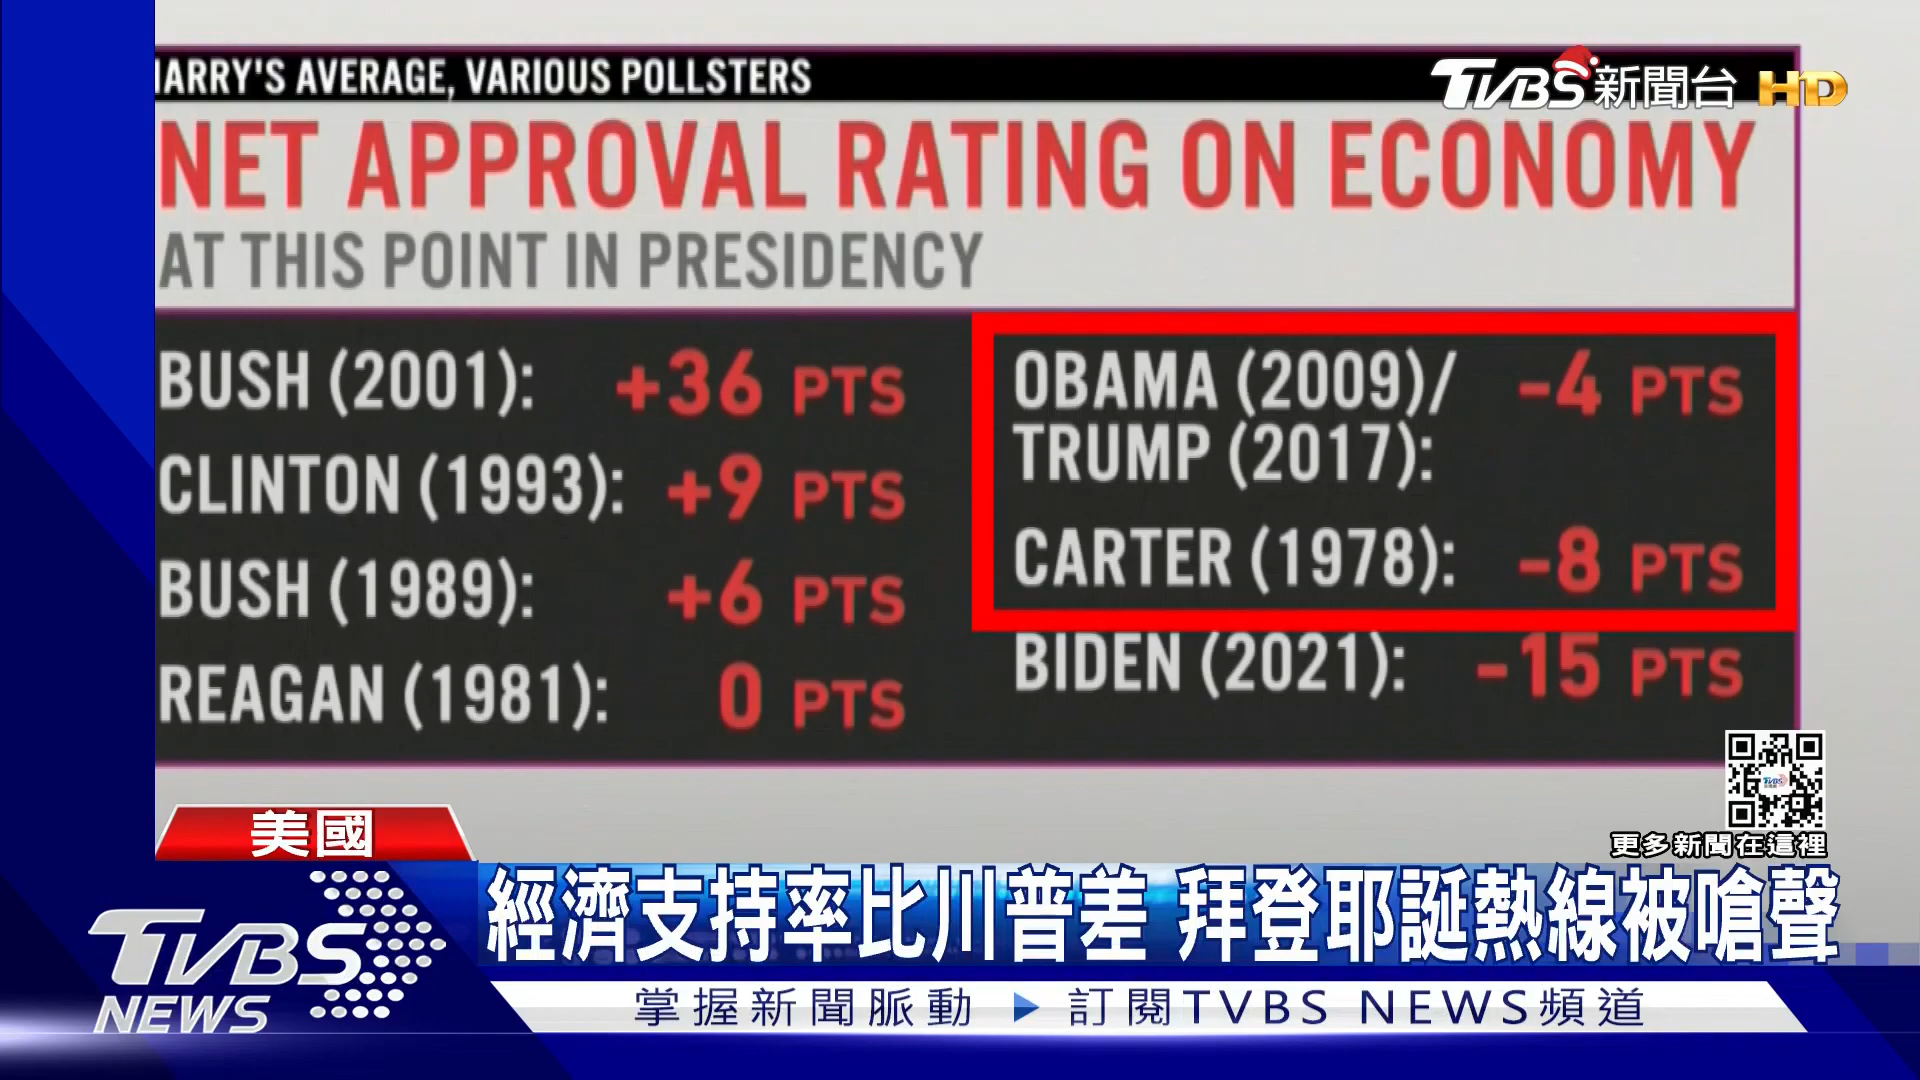 HARRY'S AVERAGE, VARIOUS POLLSTERS
TVBS新聞台 HD
NET APPROVAL RATING ON ECONOMY
AT THIS POINT IN PRESIDENCY
BUSH (2001): +36 PTS
CLINTON (1993): +9 PTS
BUSH (1989): +6 PTS
REAGAN (1981): 0 PTS
OBAMA (2009)/ -4 PTS
TRUMP (2017):
CARTER (1978): -8 PTS
BIDEN (2021): -15 PTS
更多新聞在這裡
美國
經濟支持率比川普差 拜登耶誕熱線被嗆聲
TVBS
NEWS
掌握新聞脈動 ▶ 訂閱TVBS NEWS頻道